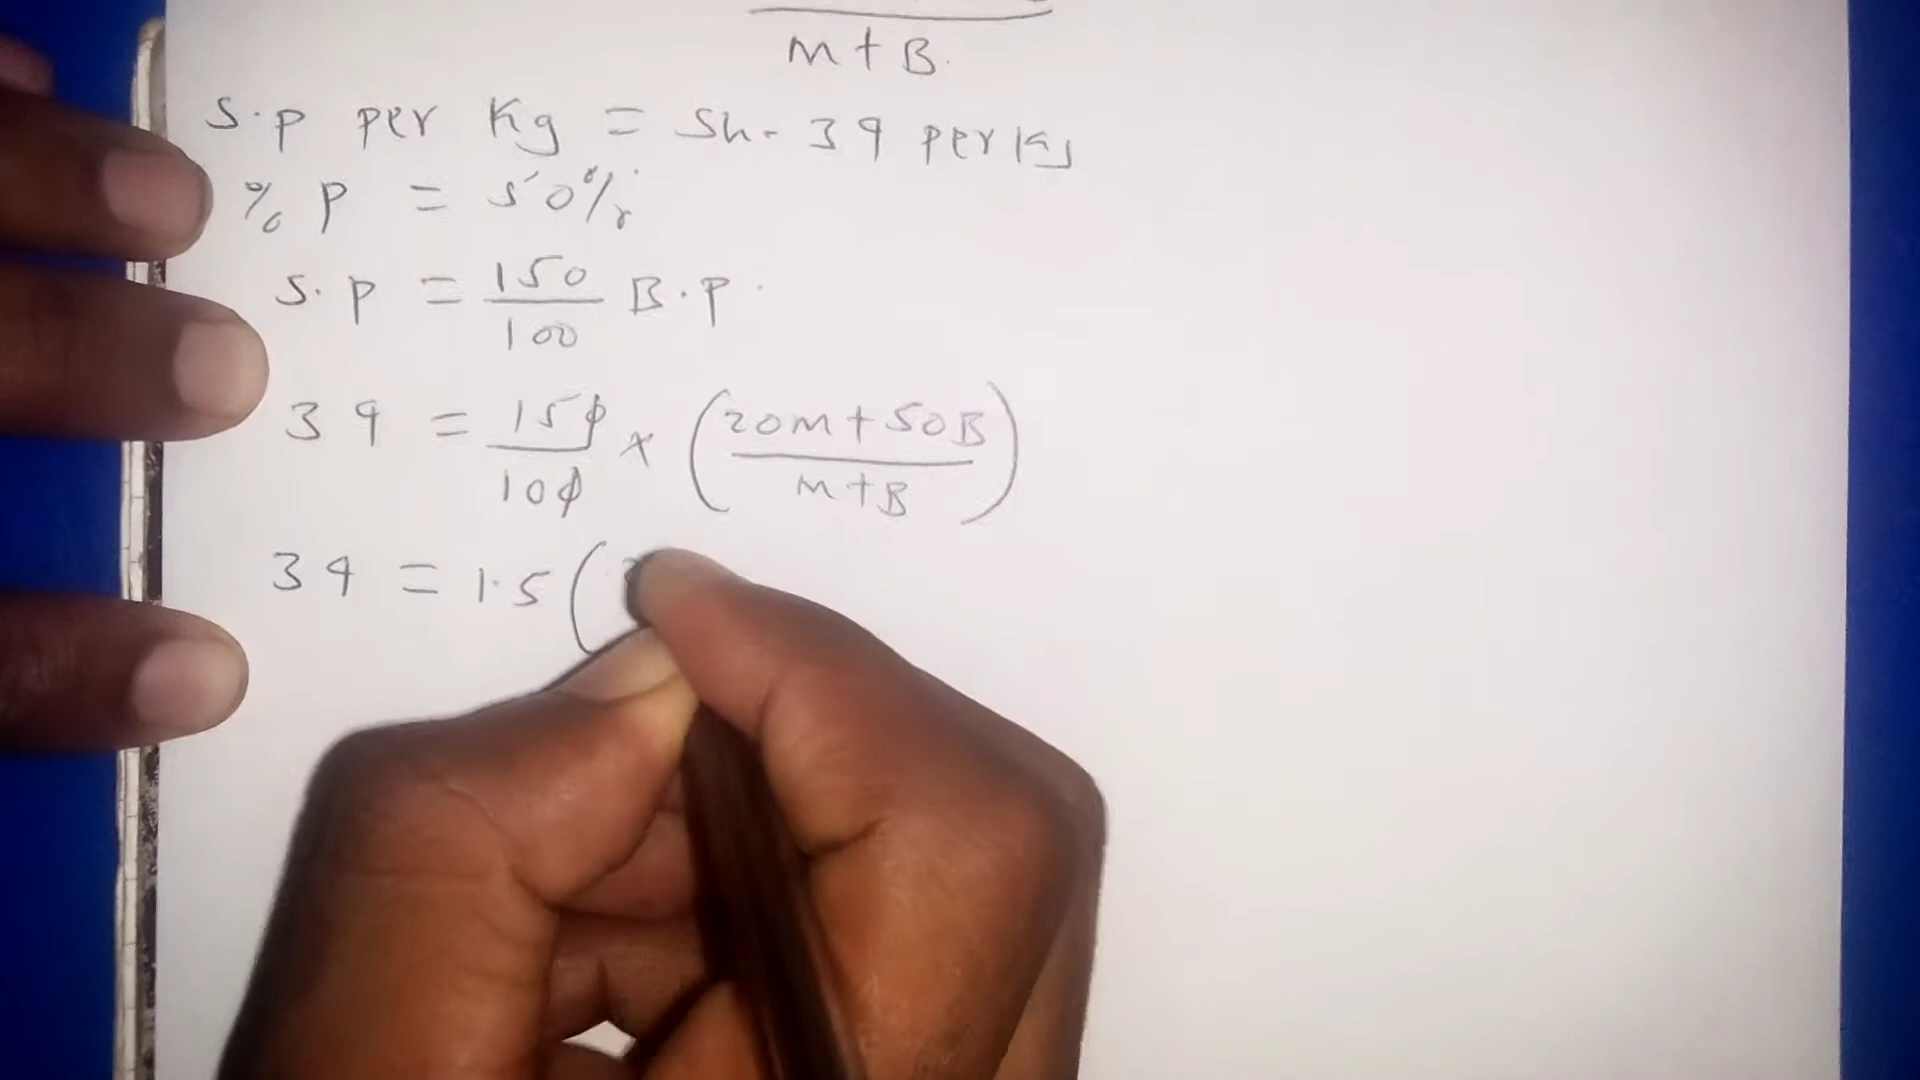 m + B.
S.p per Kg = Sh. 39 per kg
% p = 50%
S.p = 150/100 B.P.
39 = 150/100 x (20m + 50B / m + B)
39 = 1.5 (